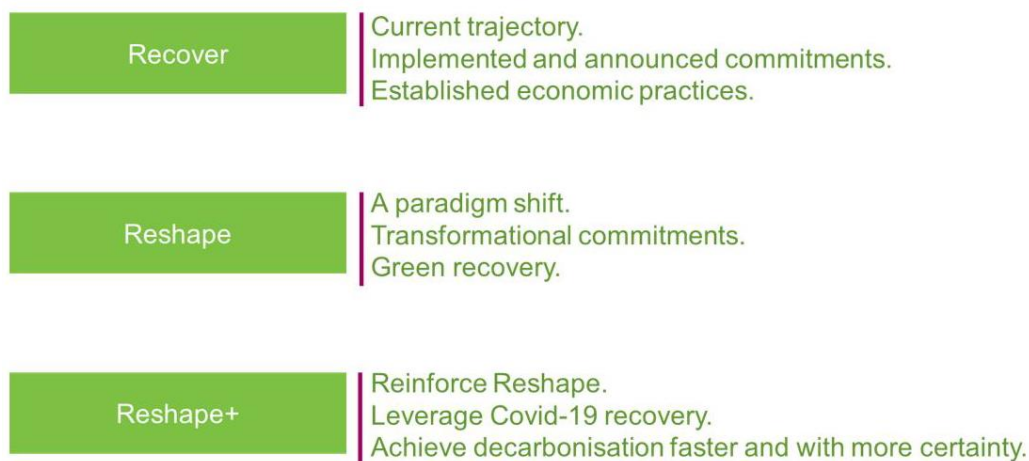 Recover
Current trajectory.
Implemented and announced commitments.
Established economic practices.
Reshape
A paradigm shift.
Transformational commitments.
Green recovery.
Reshape+
Reinforce Reshape.
Leverage Covid-19 recovery.
Achieve decarbonisation faster and with more certainty.